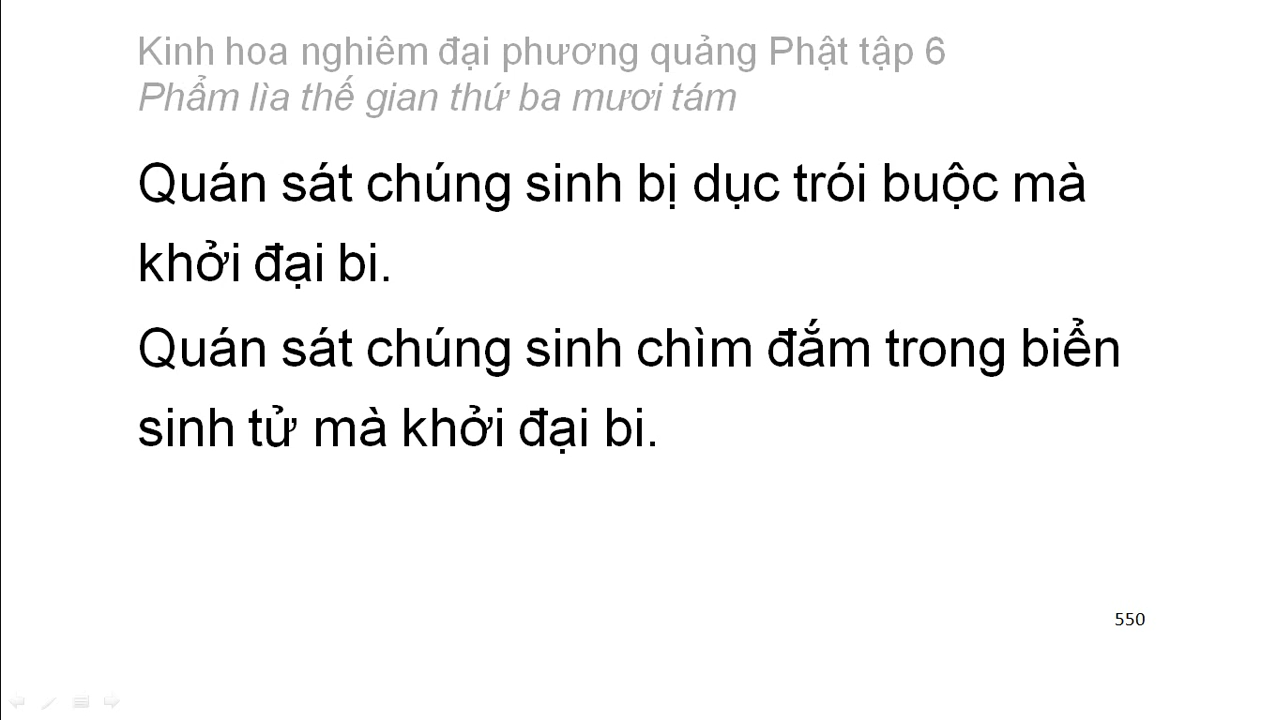 Kinh hoa nghiêm đại phương quảng Phật tập 6
Phẩm lìa thế gian thứ ba mươi tám
Quán sát chúng sinh bị dục trói buộc mà
khởi đại bi.
Quán sát chúng sinh chìm đắm trong biển
sinh tử mà khởi đại bi.
550